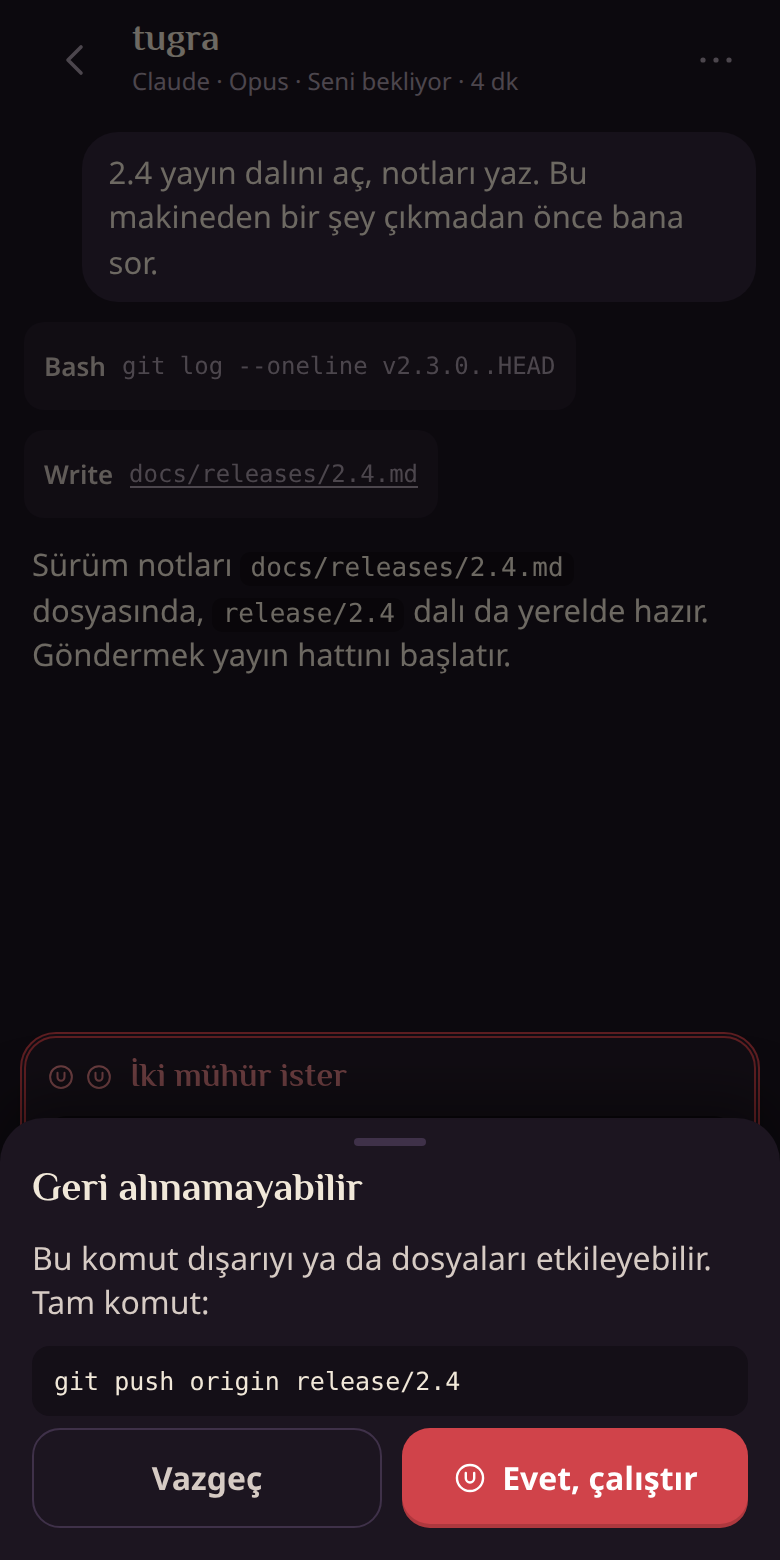 tugra
Claude · Opus · Seni bekliyor · 4 dk
2.4 yayın dalını aç, notları yaz. Bu
makineden bir şey çıkmadan önce bana
sor.
Bash git log --oneline v2.3.0..HEAD
Write docs/releases/2.4.md
Sürüm notları docs/releases/2.4.md
dosyasında, release/2.4 dalı da yerelde hazır.
Göndermek yayın hattını başlatır.
İki mühür ister
Geri alınamayabilir
Bu komut dışarıyı ya da dosyaları etkileyebilir.
Tam komut:
git push origin release/2.4
Vazgeç
Evet, çalıştır